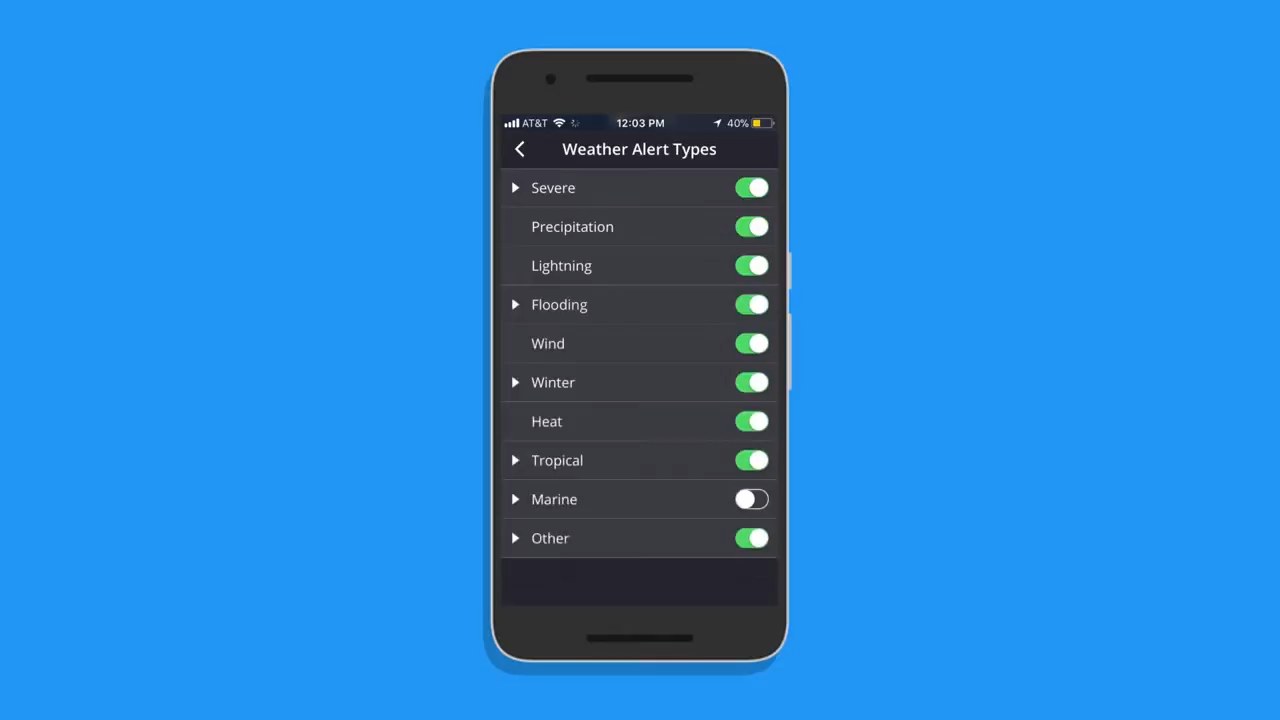 AT&T 12:03 PM 40%
Weather Alert Types
Severe
Precipitation
Lightning
Flooding
Wind
Winter
Heat
Tropical
Marine
Other